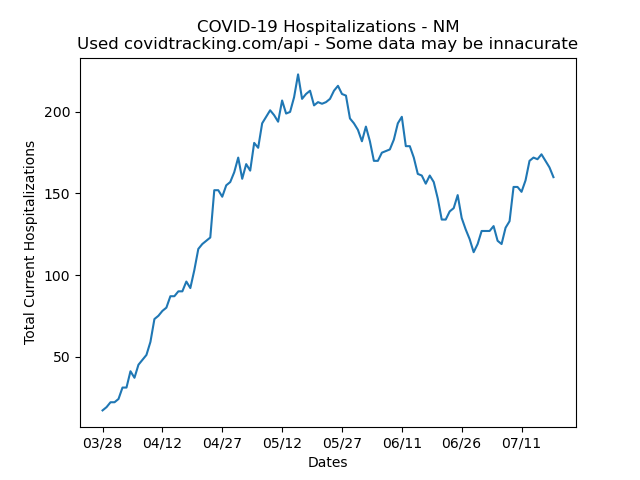 COVID-19 Hospitalizations - NM
Used covidtracking.com/api - Some data may be innacurate
Total Current Hospitalizations
200
150
100
50
03/28 04/12 04/27 05/12 05/27 06/11 06/26 07/11
Dates